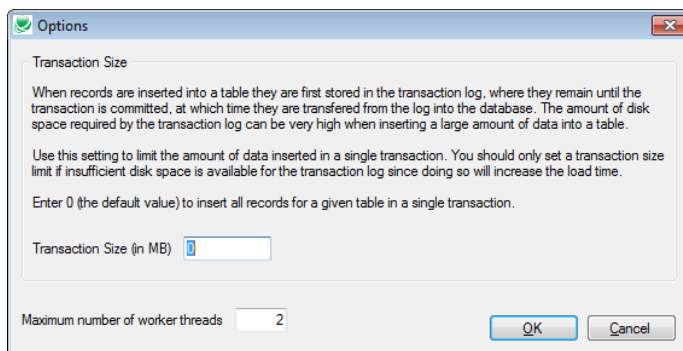 Options
Transaction Size
When records are inserted into a table they are first stored in the transaction log, where they remain until the
transaction is committed, at which time they are transfered from the log into the database. The amount of disk
space required by the transaction log can be very high when inserting a large amount of data into a table.
Use this setting to limit the amount of data inserted in a single transaction. You should only set a transaction size
limit if insufficient disk space is available for the transaction log since doing so will increase the load time.
Enter 0 (the default value) to insert all records for a given table in a single transaction.
Transaction Size (in MB) 0
Maximum number of worker threads 2
OK Cancel